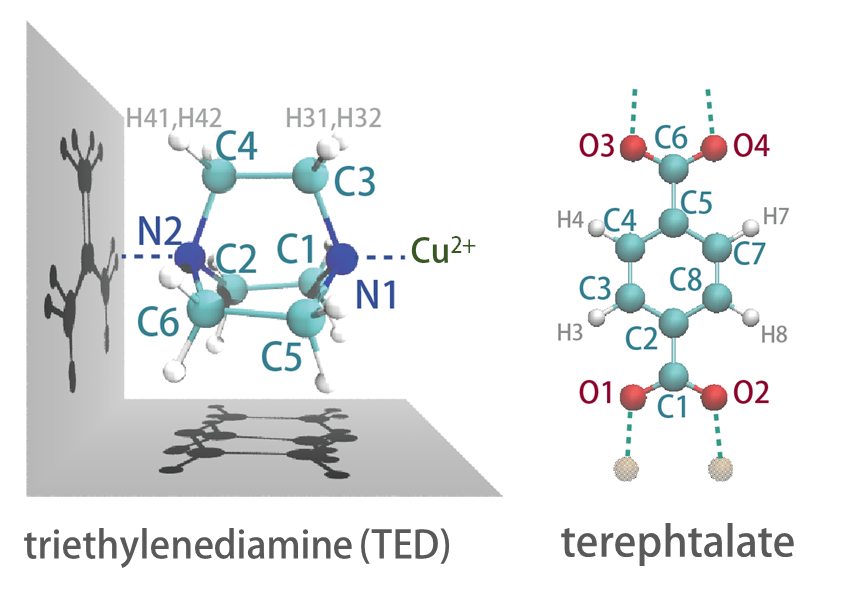 H41,H42
H31,H32
C4
C3
N2
C2
C1
Cu²⁺
N1
C6
C5
triethylenediamine (TED)
C6
O3
O4
C5
H4
C4
H7
C7
C3
C8
H3
C2
H8
O1
C1
O2
terephtalate